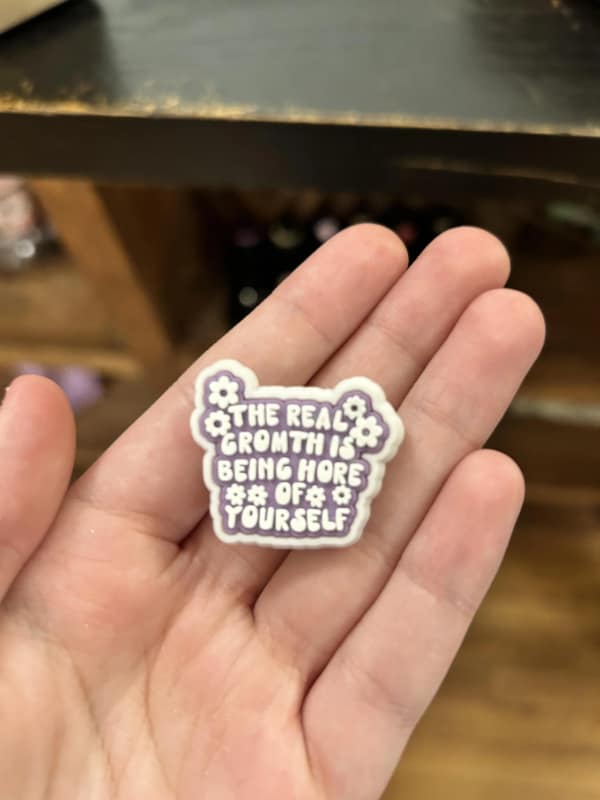 THE REAL
GROMTH IS
BEING HORE
OF
YOURSELF